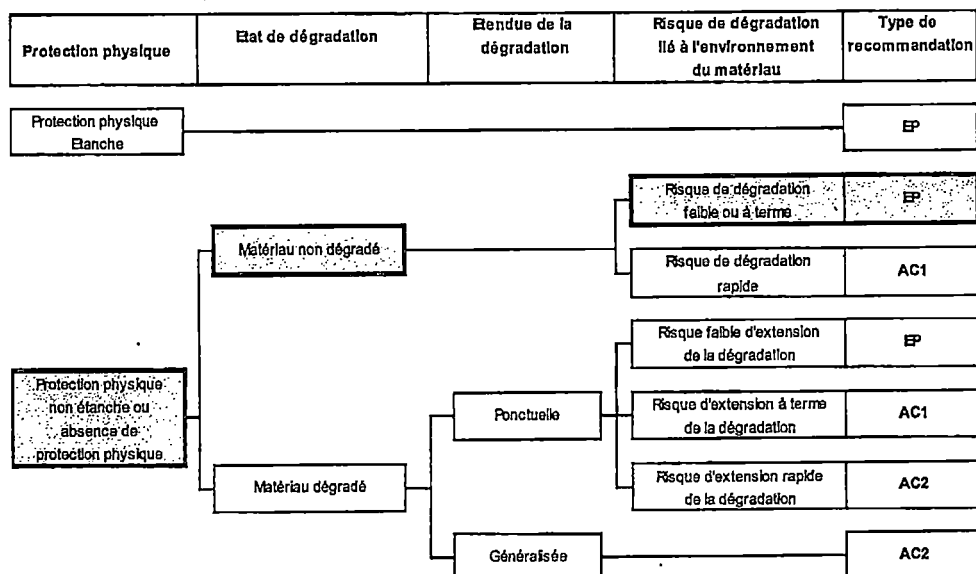 Protection physique
Etat de dégradation
Etendue de la
dégradation
Risque de dégradation
lié à l'environnement
du matériau
Type de
recommandation
Protection physique
Etanche
EP
Risque de dégradation
faible ou à terme
EP
Matériau non dégradé
Risque de dégradation
rapide
AC1
Risque faible d'extension
de la dégradation
EP
Protection physique
non étanche ou
absence de
protection physique
Ponctuelle
Risque d'extension à terme
de la dégradation
AC1
Matériau dégradé
Risque d'extension rapide
de la dégradation
AC2
Généralisée
AC2